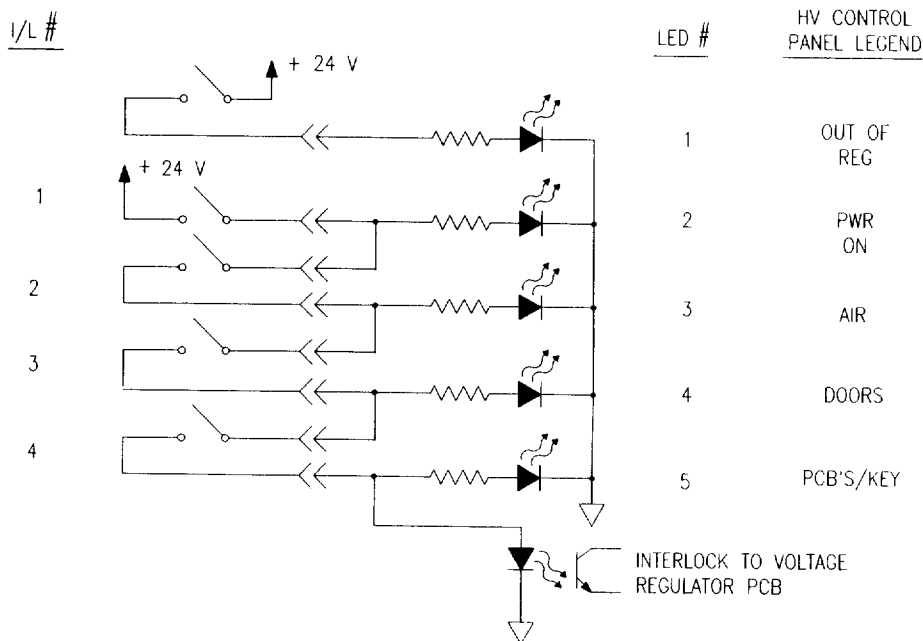 I/L #
LED #
HV CONTROL
PANEL LEGEND
+ 24 V
1
OUT OF
REG
+ 24 V
1
2
PWR
ON
2
3
AIR
3
4
DOORS
4
5
PCB'S/KEY
INTERLOCK TO VOLTAGE
REGULATOR PCB